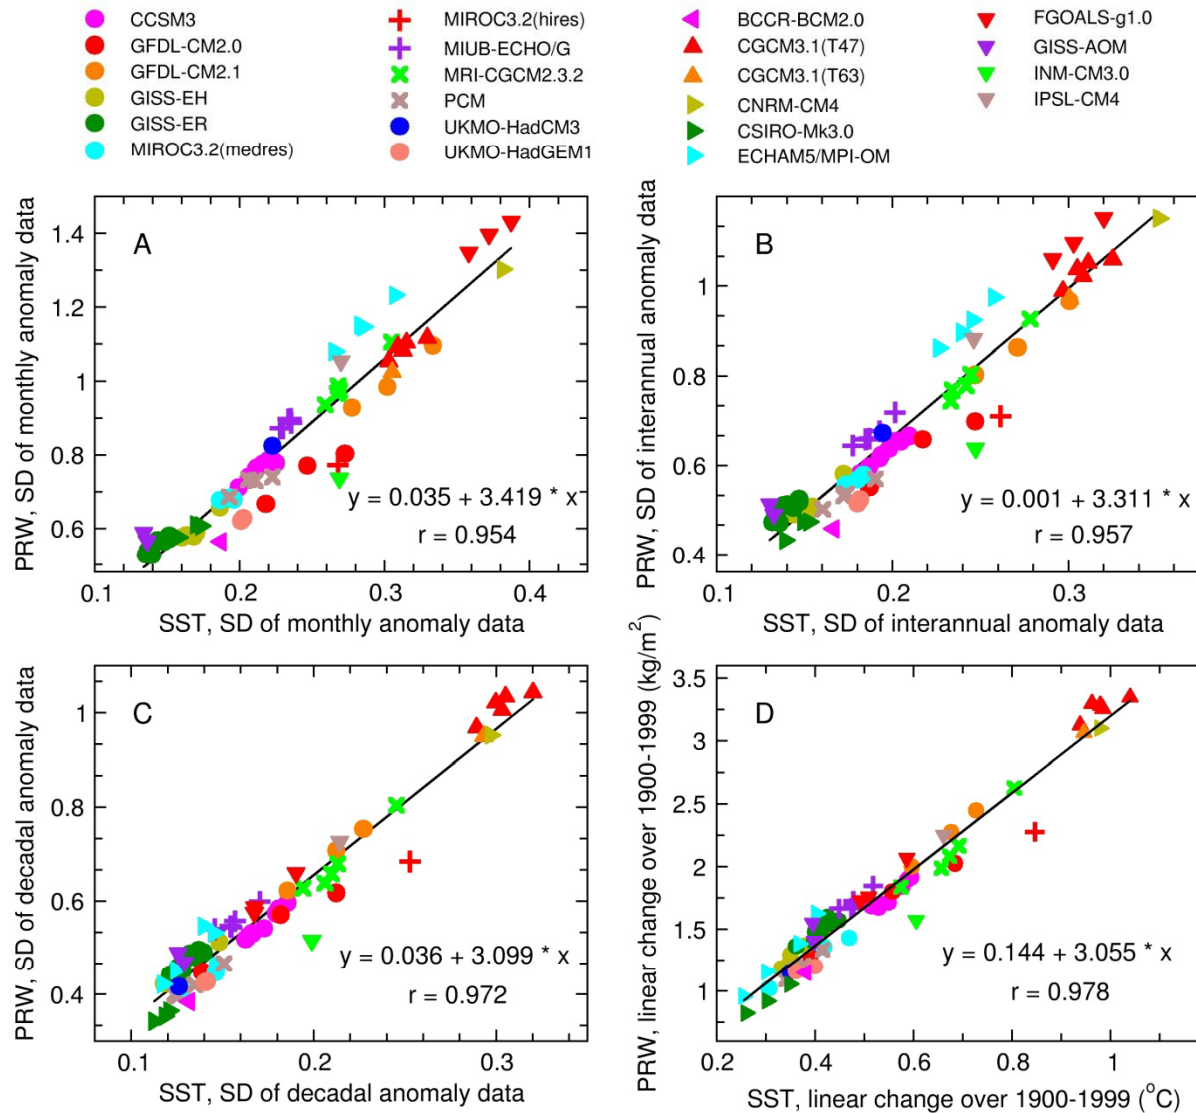 CCSM3
GFDL-CM2.0
GFDL-CM2.1
GISS-EH
GISS-ER
MIROC3.2(medres)
MIROC3.2(hires)
MIUB-ECHO/G
MRI-CGCM2.3.2
PCM
UKMO-HadCM3
UKMO-HadGEM1
BCCR-BCM2.0
CGCM3.1(T47)
CGCM3.1(T63)
CNRM-CM4
CSIRO-Mk3.0
ECHAM5/MPI-OM
FGOALS-g1.0
GISS-AOM
INM-CM3.0
IPSL-CM4
PRW, SD of monthly anomaly data
1.4
1.2
1
0.8
0.6
A
y = 0.035 + 3.419 * x
r = 0.954
0.1 0.2 0.3 0.4
SST, SD of monthly anomaly data
PRW, SD of interannual anomaly data
1
0.8
0.6
0.4
B
y = 0.001 + 3.311 * x
r = 0.957
0.1 0.2 0.3
SST, SD of interannual anomaly data
PRW, SD of decadal anomaly data
1
0.8
0.6
0.4
C
y = 0.036 + 3.099 * x
r = 0.972
0.1 0.2 0.3
SST, SD of decadal anomaly data
PRW, linear change over 1900-1999 (kg/m2)
3.5
3
2.5
2
1.5
1
D
y = 0.144 + 3.055 * x
r = 0.978
0.2 0.4 0.6 0.8 1
SST, linear change over 1900-1999 (oC)